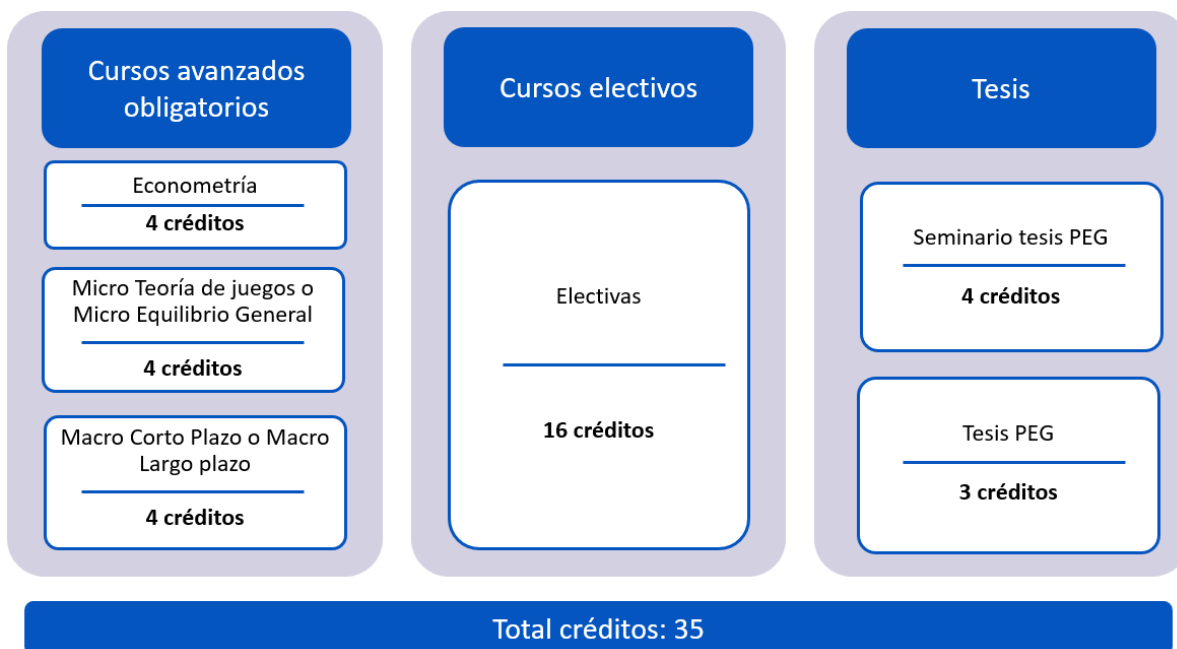 Cursos avanzados
obligatorios
Econometría
4 créditos
Micro Teoría de juegos o
Micro Equilibrio General
4 créditos
Macro Corto Plazo o Macro
Largo plazo
4 créditos
Cursos electivos
Electivas
16 créditos
Tesis
Seminario tesis PEG
4 créditos
Tesis PEG
3 créditos
Total créditos: 35